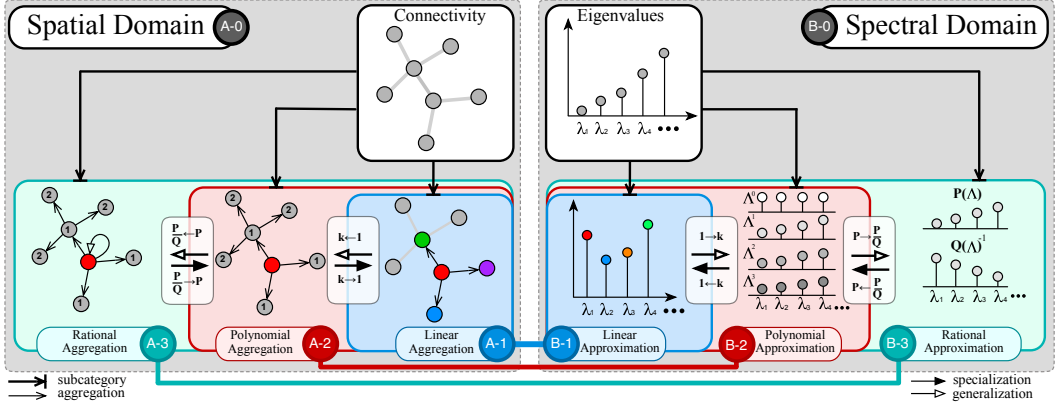 Spatial Domain A-0
Connectivity
Eigenvalues
B-0 Spectral Domain
λ₁ λ₂ λ₃ λ₄ •••
2
2
2
1
2
1
1
P/Q←P
P/Q→P
2
2
1
2
1
1
k←1
k→1
λ₁ λ₂ λ₃ λ₄ •••
1→k
1←k
Λ⁰
Λ¹
Λ²
Λ³
λ₁ λ₂ λ₃ λ₄ •••
P→P/Q
P←P/Q
P(Λ)
Q(Λ)⁻¹
λ₁ λ₂ λ₃ λ₄ •••
Rational Aggregation A-3
Polynomial Aggregation A-2
Linear Aggregation A-1
B-1 Linear Approximation
B-2 Polynomial Approximation
B-3 Rational Approximation
subcategory
aggregation
specialization
generalization